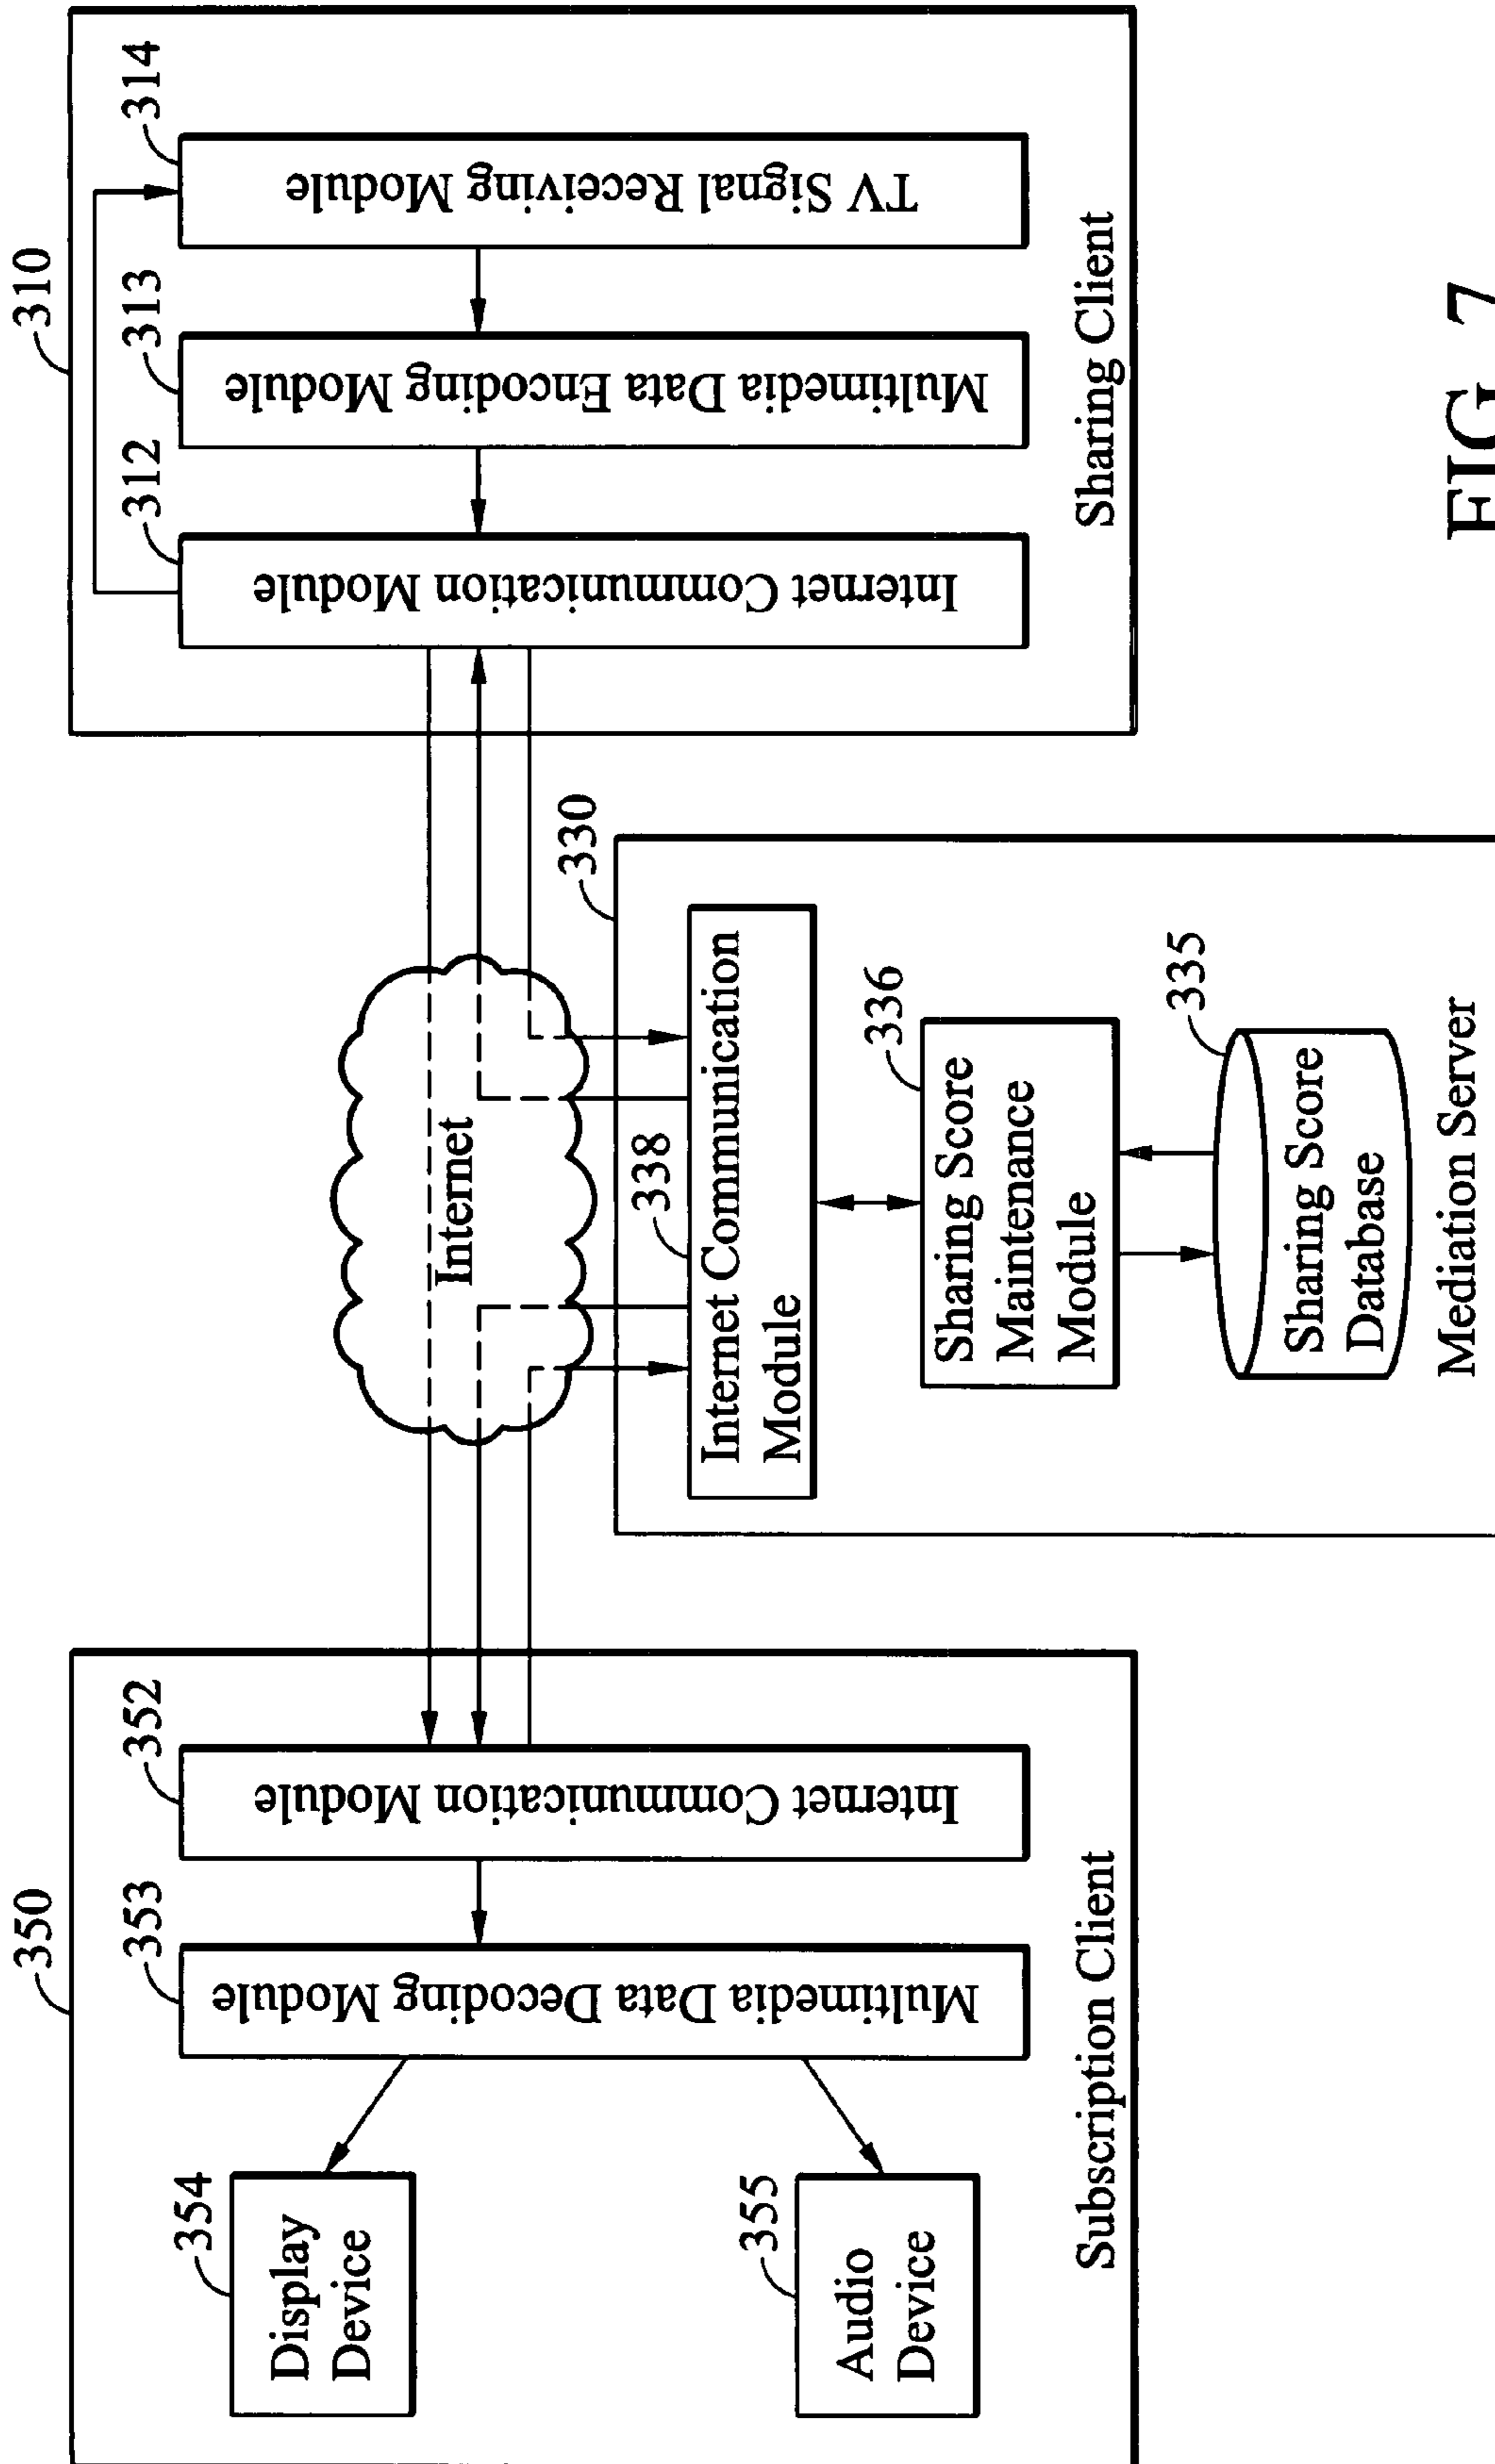 350
354
Display
Device
355
Audio
Device
353
Multimedia Data Decoding Module
352
Internet Communication Module
Subscription Client
Internet
330
338
Internet Communication
Module
336
Sharing Score
Maintenance
Module
335
Sharing Score
Database
Mediation Server
310
312
Internet Communication Module
313
Multimedia Data Encoding Module
314
TV Signal Receiving Module
Sharing Client
FIG. 7